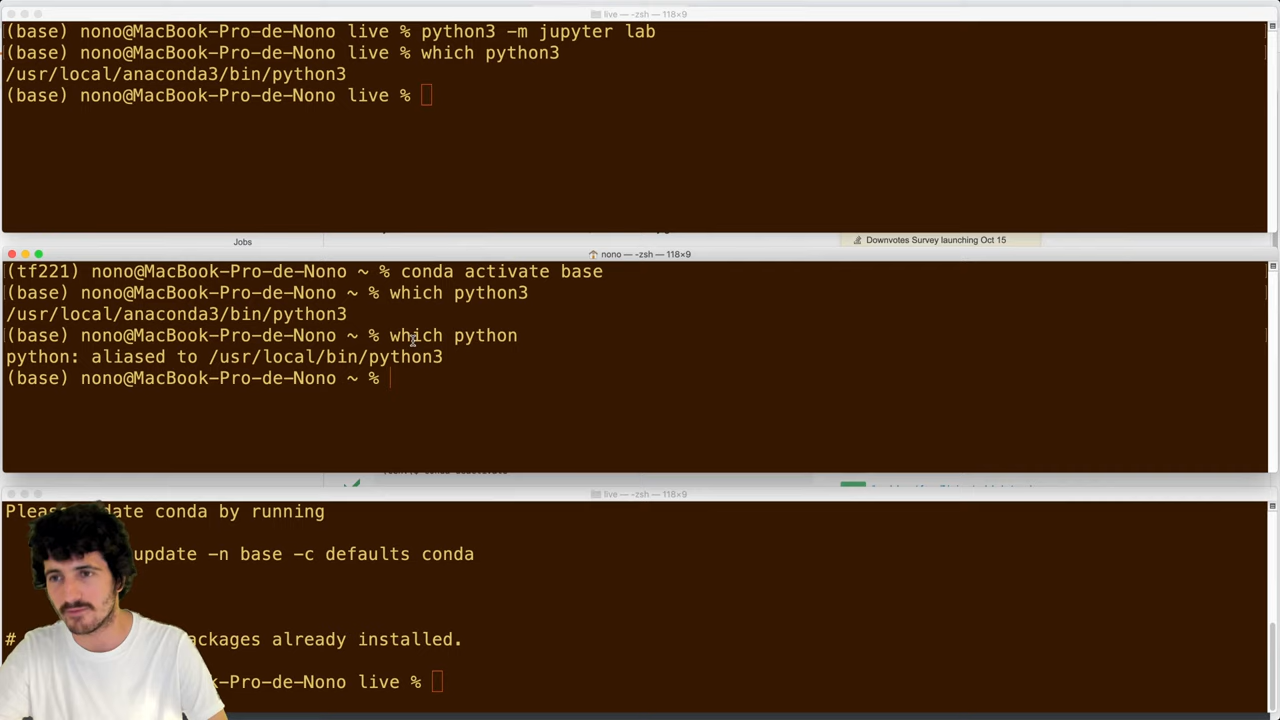 live — -zsh — 118×9
(base) nono@MacBook-Pro-de-Nono live % python3 -m jupyter lab
(base) nono@MacBook-Pro-de-Nono live % which python3
/usr/local/anaconda3/bin/python3
(base) nono@MacBook-Pro-de-Nono live %
Jobs
Downvotes Survey launching Oct 15
nono — -zsh — 118×9
(tf221) nono@MacBook-Pro-de-Nono ~ % conda activate base
(base) nono@MacBook-Pro-de-Nono ~ % which python3
/usr/local/anaconda3/bin/python3
(base) nono@MacBook-Pro-de-Nono ~ % which python
python: aliased to /usr/local/bin/python3
(base) nono@MacBook-Pro-de-Nono ~ %
live — -zsh — 118×9
conda by running
update -n base -c defaults conda
# already installed.
-Pro-de-Nono live %